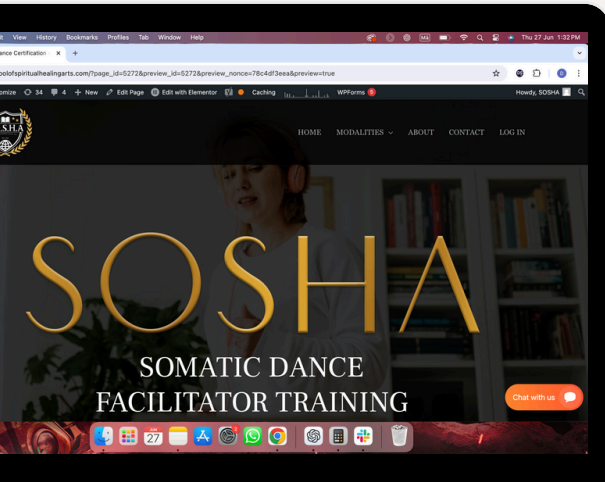 View History Bookmarks Profiles Tab Window Help Thu 27 Jun 1:32 PM
ance Certification
oolofspiritualhealingarts.com/?page_id=5272&preview_id=5272&preview_nonce=78c4df3eea&preview=true
omize 34 4 New Edit Page Edit with Elementor Caching WPForms 6 Howdy, SOSHA
S.H.A
HOME MODALITIES ABOUT CONTACT LOG IN
SOSHA
SOMATIC DANCE
FACILITATOR TRAINING
Chat with us
27